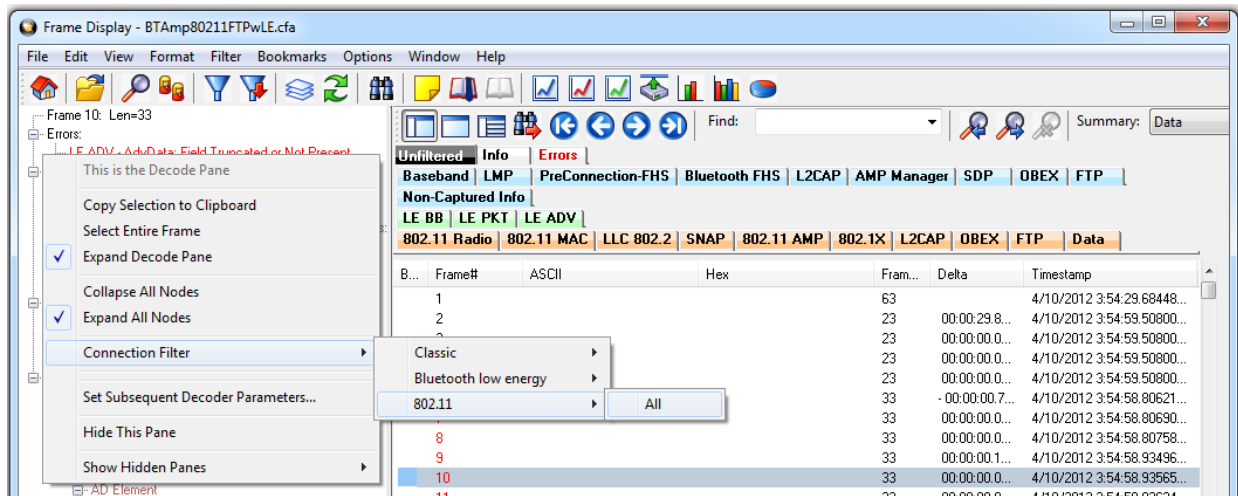 Frame Display - BTAmp80211FTPwLE.cfa
File Edit View Format Filter Bookmarks Options Window Help
Frame 10: Len=33
Errors:
LE ADV - AdvData: Field Truncated or Not Present
This is the Decode Pane
Copy Selection to Clipboard
Select Entire Frame
Expand Decode Pane
Collapse All Nodes
Expand All Nodes
Connection Filter
Set Subsequent Decoder Parameters...
Hide This Pane
Show Hidden Panes
AD Element
Classic
Bluetooth low energy
802.11
All
Find:
Summary: Data
Unfiltered Info Errors
Baseband LMP PreConnection-FHS Bluetooth FHS L2CAP AMP Manager SDP OBEX FTP
Non-Captured Info
LE BB LE PKT LE ADV
802.11 Radio 802.11 MAC LLC 802.2 SNAP 802.11 AMP 802.1X L2CAP OBEX FTP Data
B... Frame# ASCII Hex Fram... Delta Timestamp
1 63 4/10/2012 3:54:29.68448...
2 23 00:00:29.8... 4/10/2012 3:54:59.50800...
23 00:00:00.0... 4/10/2012 3:54:59.50800...
23 00:00:00.0... 4/10/2012 3:54:59.50800...
23 00:00:00.0... 4/10/2012 3:54:59.50800...
33 - 00:00:00.7... 4/10/2012 3:54:58.80621...
33 00:00:00.0... 4/10/2012 3:54:58.80690...
8 33 00:00:00.0... 4/10/2012 3:54:58.80758...
9 33 00:00:00.1... 4/10/2012 3:54:58.93496...
10 33 00:00:00.0... 4/10/2012 3:54:58.93565...